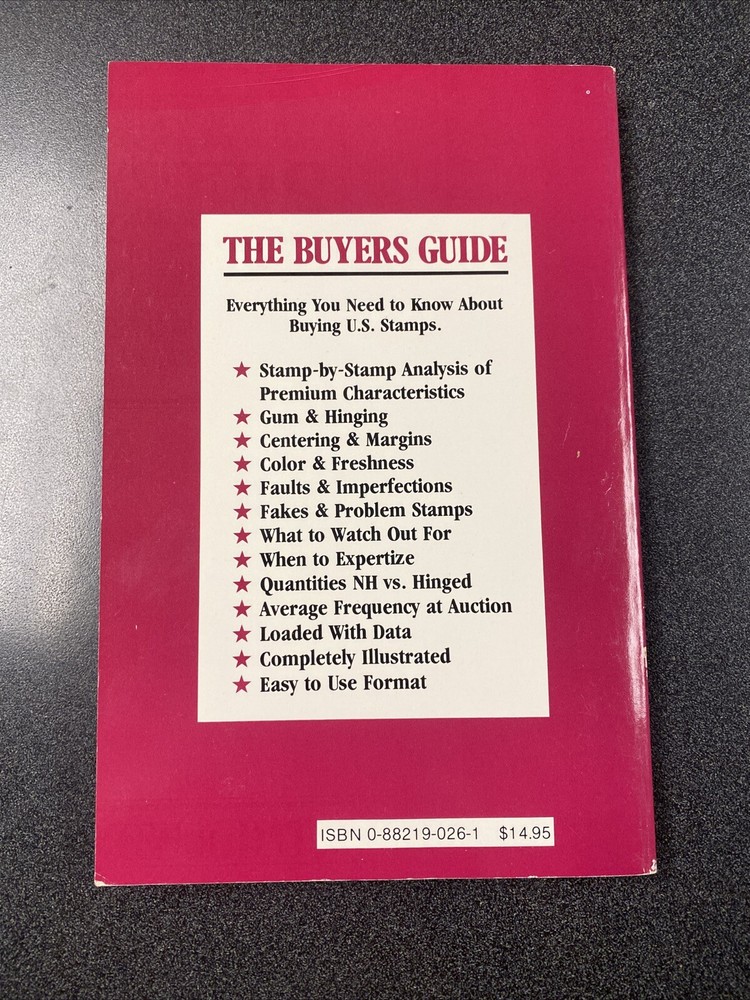 THE BUYERS GUIDE
Everything You Need to Know About
Buying U.S. Stamps.
★ Stamp-by-Stamp Analysis of
Premium Characteristics
★ Gum & Hinging
★ Centering & Margins
★ Color & Freshness
★ Faults & Imperfections
★ Fakes & Problem Stamps
★ What to Watch Out For
★ When to Expertize
★ Quantities NH vs. Hinged
★ Average Frequency at Auction
★ Loaded With Data
★ Completely Illustrated
★ Easy to Use Format
ISBN 0-88219-026-1 $14.95